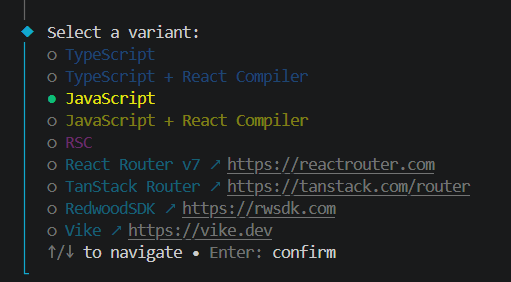 Select a variant:
TypeScript
TypeScript + React Compiler
JavaScript
JavaScript + React Compiler
RSC
React Router v7 ↗ https://reactrouter.com
TanStack Router ↗ https://tanstack.com/router
RedwoodSDK ↗ https://rwsdk.com
Vike ↗ https://vike.dev
↑/↓ to navigate • Enter: confirm